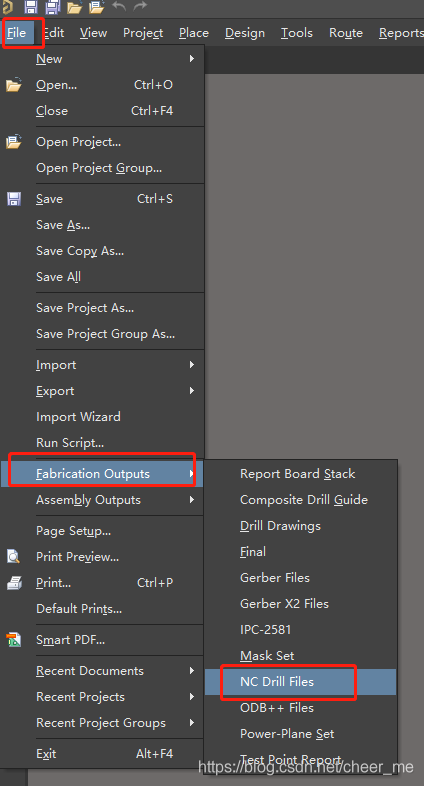 File Edit View Project Place Design Tools Route Reports
New
Open... Ctrl+O
Close Ctrl+F4
Open Project...
Open Project Group...
Save Ctrl+S
Save As...
Save Copy As...
Save All
Save Project As...
Save Project Group As...
Import
Export
Import Wizard
Run Script...
Fabrication Outputs
Assembly Outputs
Page Setup...
Print Preview...
Print... Ctrl+P
Default Prints...
Smart PDF...
Recent Documents
Recent Projects
Recent Project Groups
Exit Alt+F4
Report Board Stack
Composite Drill Guide
Drill Drawings
Final
Gerber Files
Gerber X2 Files
IPC-2581
Mask Set
NC Drill Files
ODB++ Files
Power-Plane Set
Test Point Report
https://blog.csdn.net/cheer_me